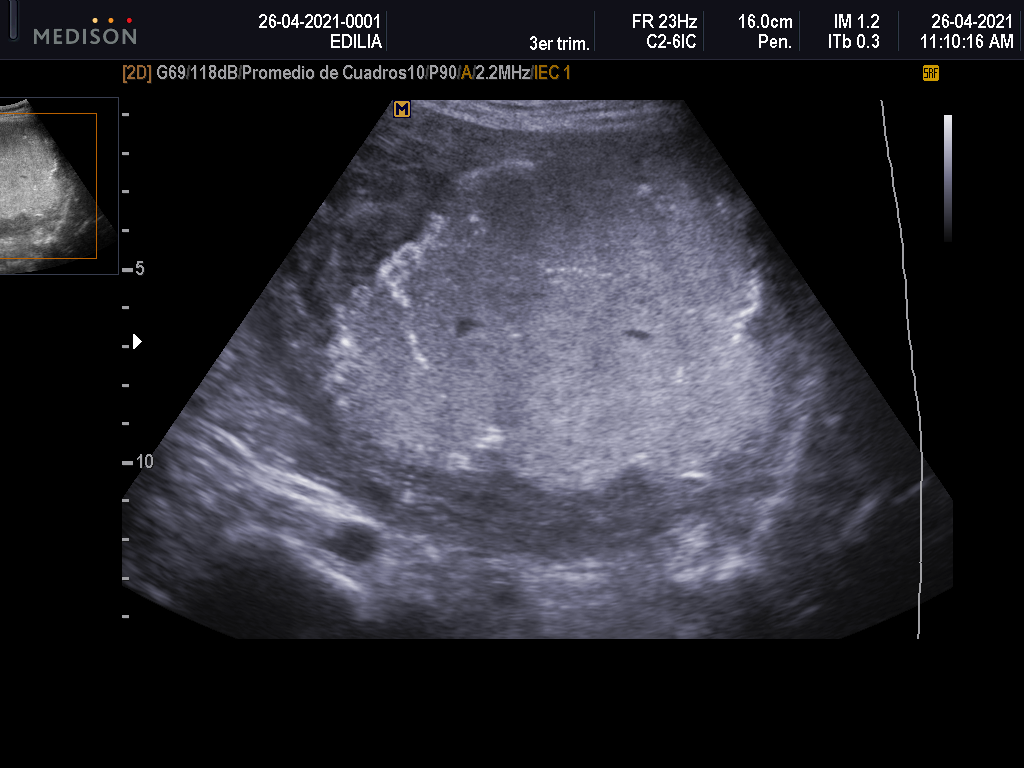 MEDISON
26-04-2021-0001
EDILIA
3er trim.
FR 23Hz
C2-6IC
16.0cm
Pen.
IM 1.2
ITb 0.3
26-04-2021
11:10:16 AM
[2D] G69/118dB/Promedio de Cuadros10/P90/A/2.2MHz/IEC 1
SRF
M
5
10